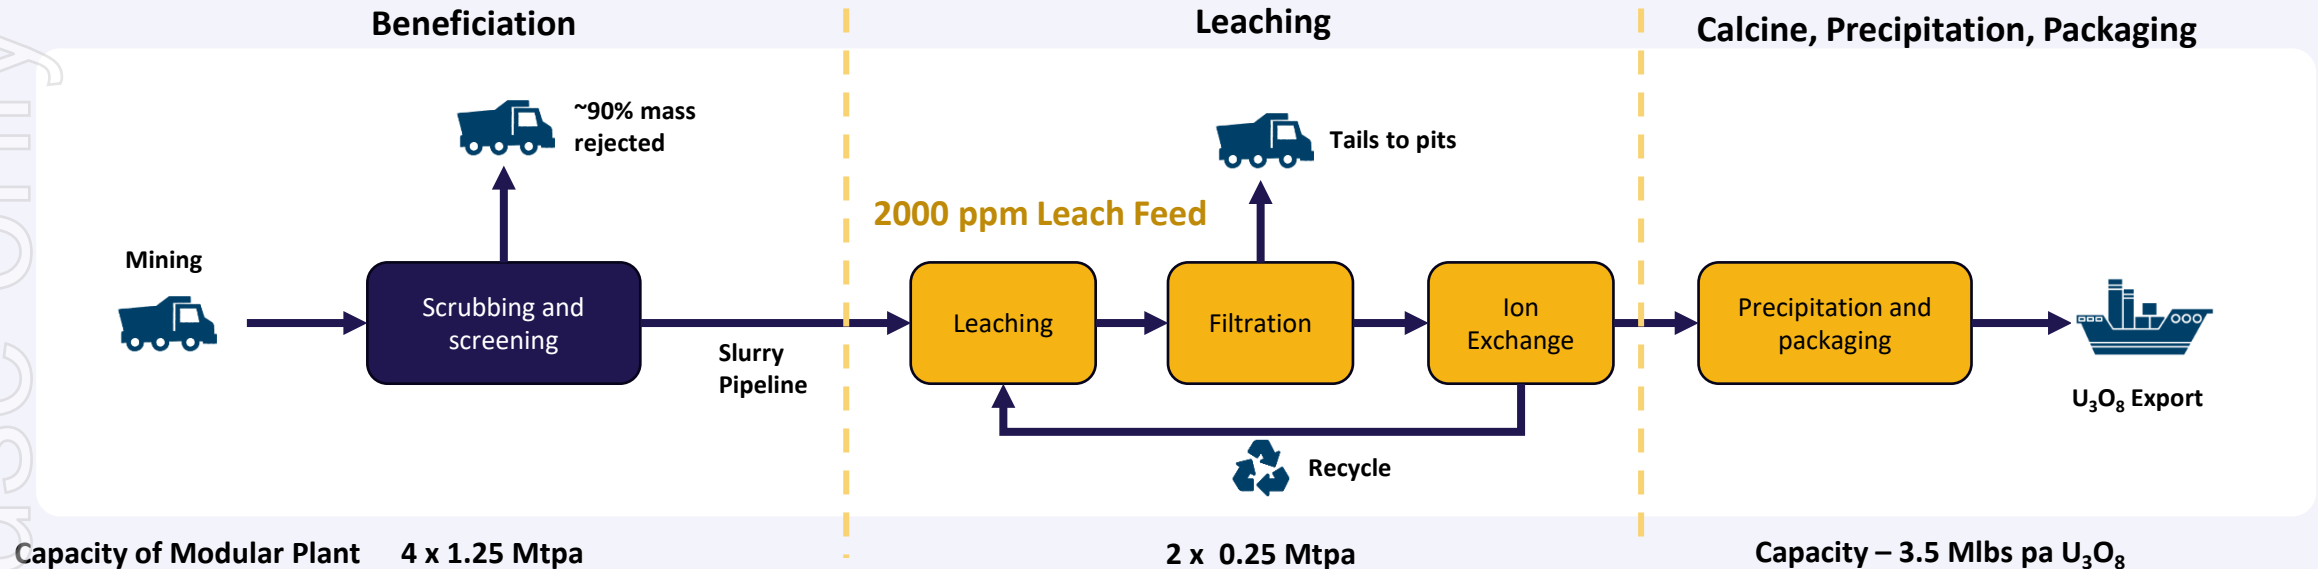 Beneficiation
Leaching
Calcine, Precipitation, Packaging
~90% mass
rejected
Tails to pits
2000 ppm Leach Feed
Mining
Scrubbing and
screening
Slurry
Pipeline
Leaching
Filtration
Ion
Exchange
Precipitation and
packaging
U₃O₈ Export
Recycle
Capacity of Modular Plant
4 x 1.25 Mtpa
2 x 0.25 Mtpa
Capacity – 3.5 Mlbs pa U₃O₈